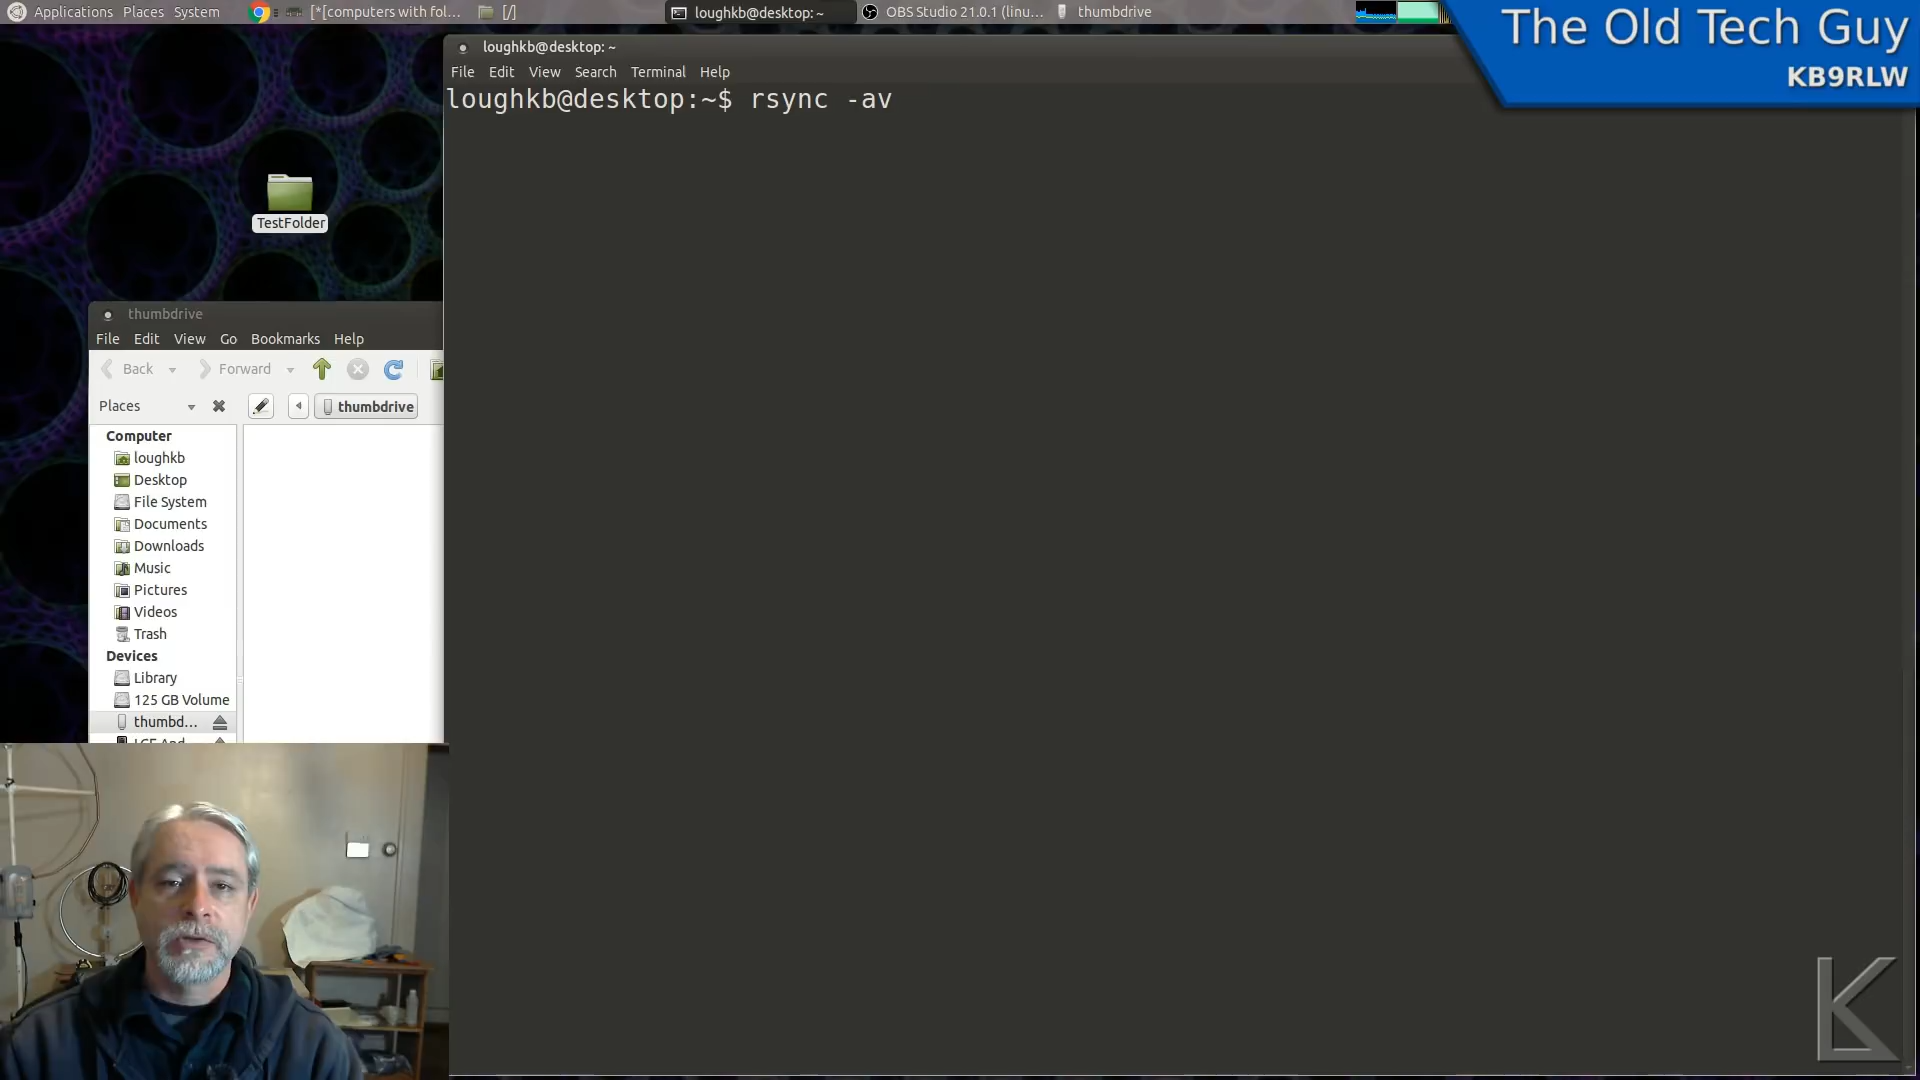 Applications Places System [*[computers with fol... [/] loughkb@desktop: ~ OBS Studio 21.0.1 (linu... thumbdrive
The Old Tech Guy
KB9RLW
loughkb@desktop: ~
File Edit View Search Terminal Help
loughkb@desktop:~$ rsync -av
TestFolder
thumbdrive
File Edit View Go Bookmarks Help
Back Forward
Places thumbdrive
Computer
loughkb
Desktop
File System
Documents
Downloads
Music
Pictures
Videos
Trash
Devices
Library
125 GB Volume
thumbd...
K